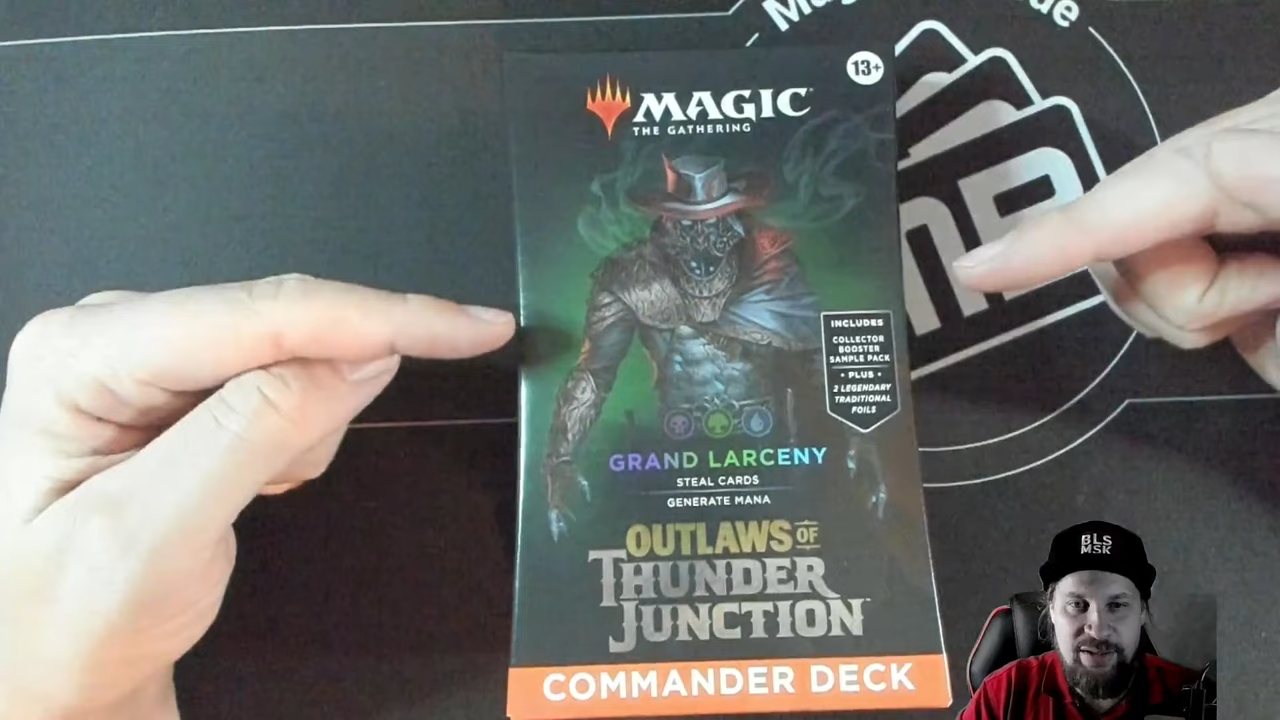 13+
MAGIC
THE GATHERING
INCLUDES
COLLECTOR
BOOSTER
SAMPLE PACK
• PLUS •
2 LEGENDARY
TRADITIONAL
FOILS
GRAND LARCENY
STEAL CARDS
GENERATE MANA
OUTLAWS OF
THUNDER
JUNCTION
COMMANDER DECK
BLS
MSK